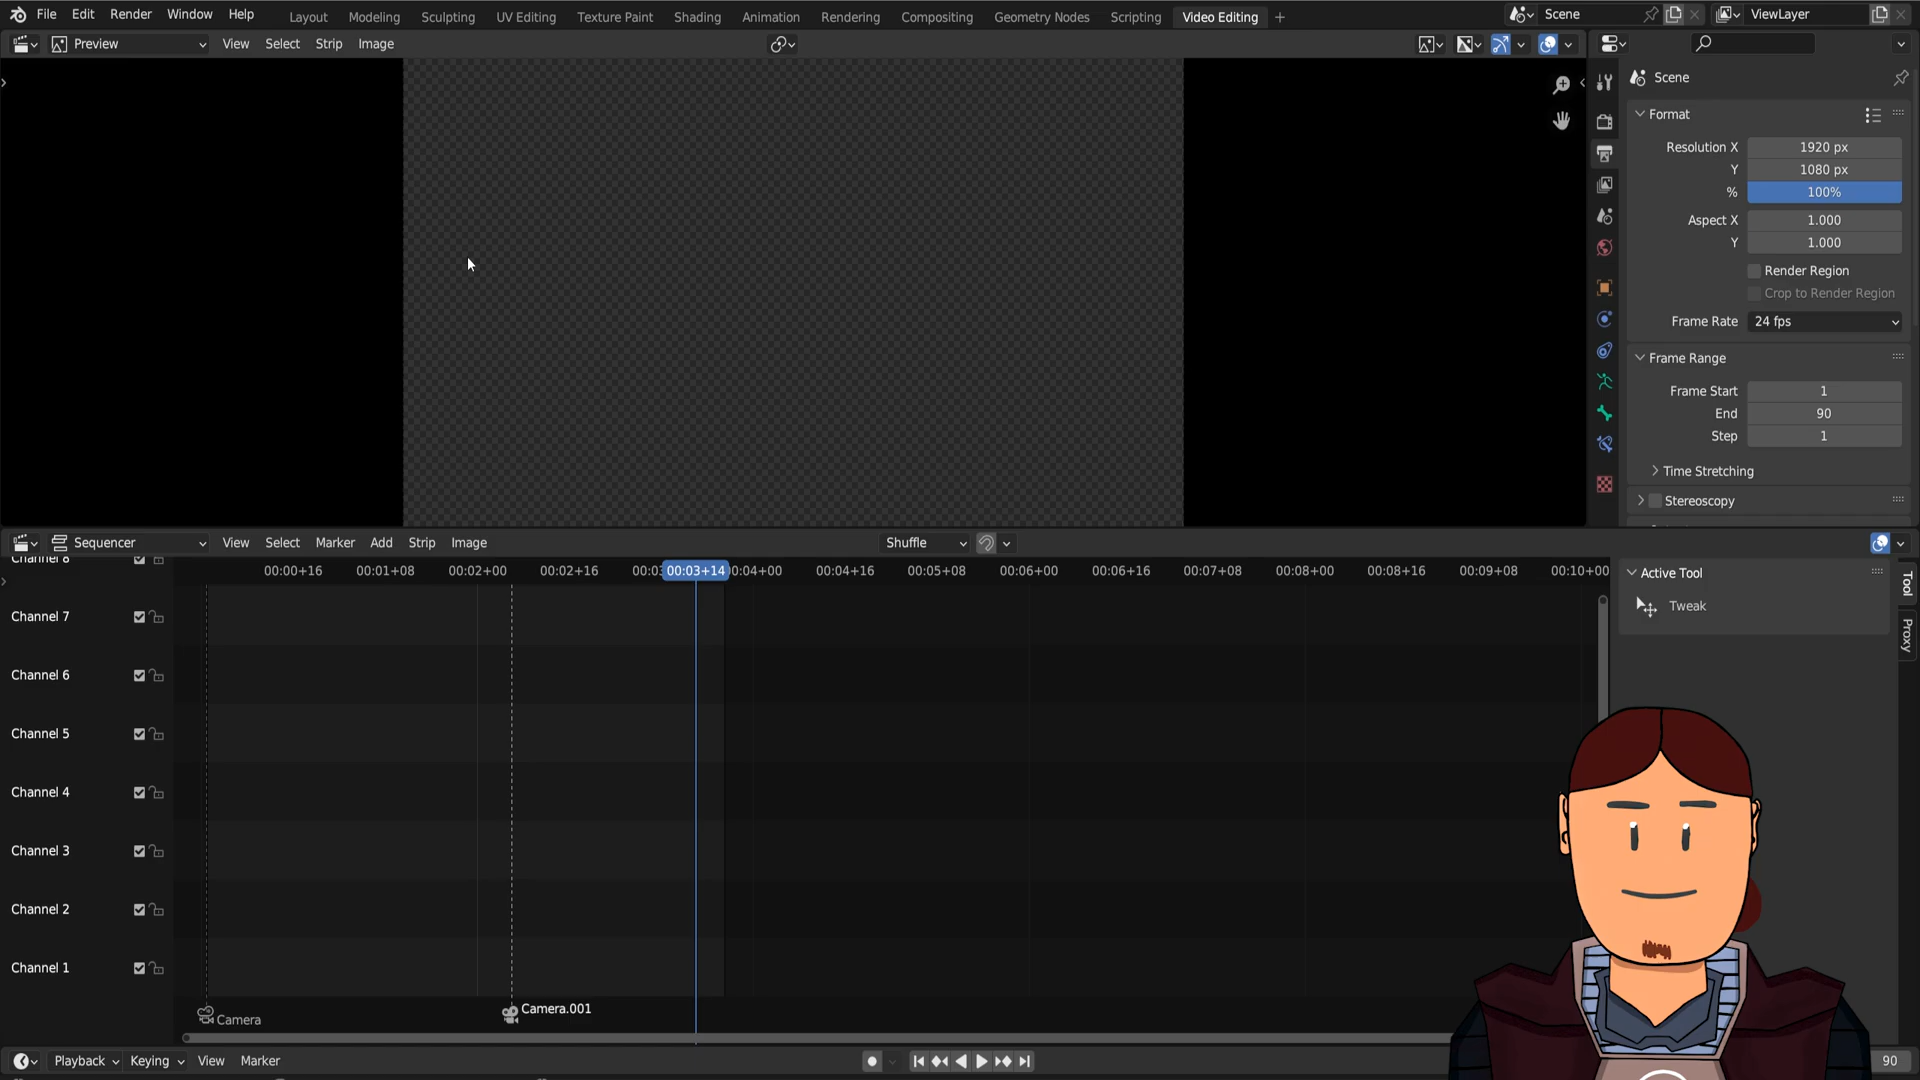 File Edit Render Window Help Layout Modeling Sculpting UV Editing Texture Paint Shading Animation Rendering Compositing Geometry Nodes Scripting Video Editing + Scene ViewLayer
Preview View Select Strip Image
Scene
Format
Resolution X 1920 px
Y 1080 px
% 100%
Aspect X 1.000
Y 1.000
Render Region
Crop to Render Region
Frame Rate 24 fps
Frame Range
Frame Start 1
End 90
Step 1
Time Stretching
Stereoscopy
Sequencer View Select Marker Add Strip Image Shuffle
Channel 8
00:00+16 00:01+08 00:02+00 00:02+16 00:03+14 00:04+16 00:05+08 00:06+00 00:06+16 00:07+08 00:08+00 00:08+16 00:09+08 00:10+00
Active Tool
Tweak
Tool
Proxy
Channel 7
Channel 6
Channel 5
Channel 4
Channel 3
Channel 2
Channel 1
Camera
Camera.001
Playback Keying View Marker 90